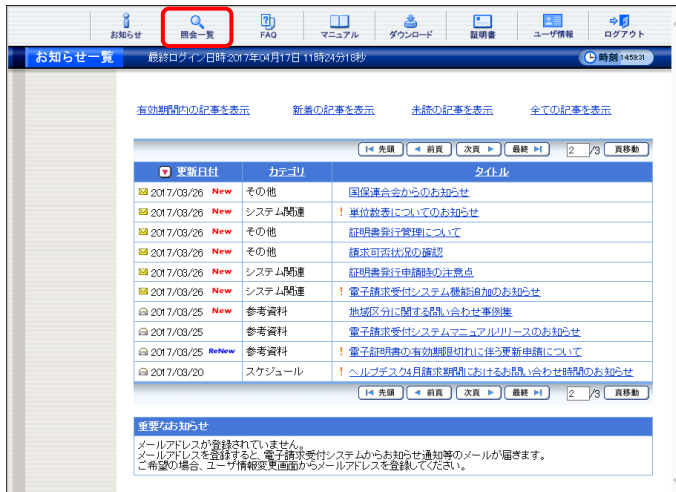 お知らせ 照会一覧 FAQ マニュアル ダウンロード 証明書 ユーザ情報 ログアウト
お知らせ一覧 最終ログイン日時:2017年04月17日 11時24分18秒 時刻 14:59:31
有効期間内の記事を表示 新着の記事を表示 未読の記事を表示 全ての記事を表示
先頭 前頁 次頁 最終 2 /3 頁移動
更新日付 カテゴリ タイトル
2017/03/26 New その他 国保連合会からのお知らせ
2017/03/26 New システム関連 ! 単位数表についてのお知らせ
2017/03/26 New その他 証明書発行管理について
2017/03/26 New その他 請求可否状況の確認
2017/03/26 New システム関連 証明書発行申請時の注意点
2017/03/26 New システム関連 ! 電子請求受付システム機能追加のお知らせ
2017/03/25 New 参考資料 地域区分に関する問い合わせ事例集
2017/03/25 参考資料 電子請求受付システムマニュアルリリースのお知らせ
2017/03/25 ReNew 参考資料 ! 電子証明書の有効期限切れに伴う更新申請について
2017/03/20 スケジュール ! ヘルプデスク4月請求期間におけるお問い合わせ時間のお知らせ
先頭 前頁 次頁 最終 2 /3 頁移動
重要なお知らせ
メールアドレスが登録されていません。
メールアドレスを登録すると、電子請求受付システムからお知らせ通知等のメールが届きます。
ご希望の場合、ユーザ情報変更画面からメールアドレスを登録してください。